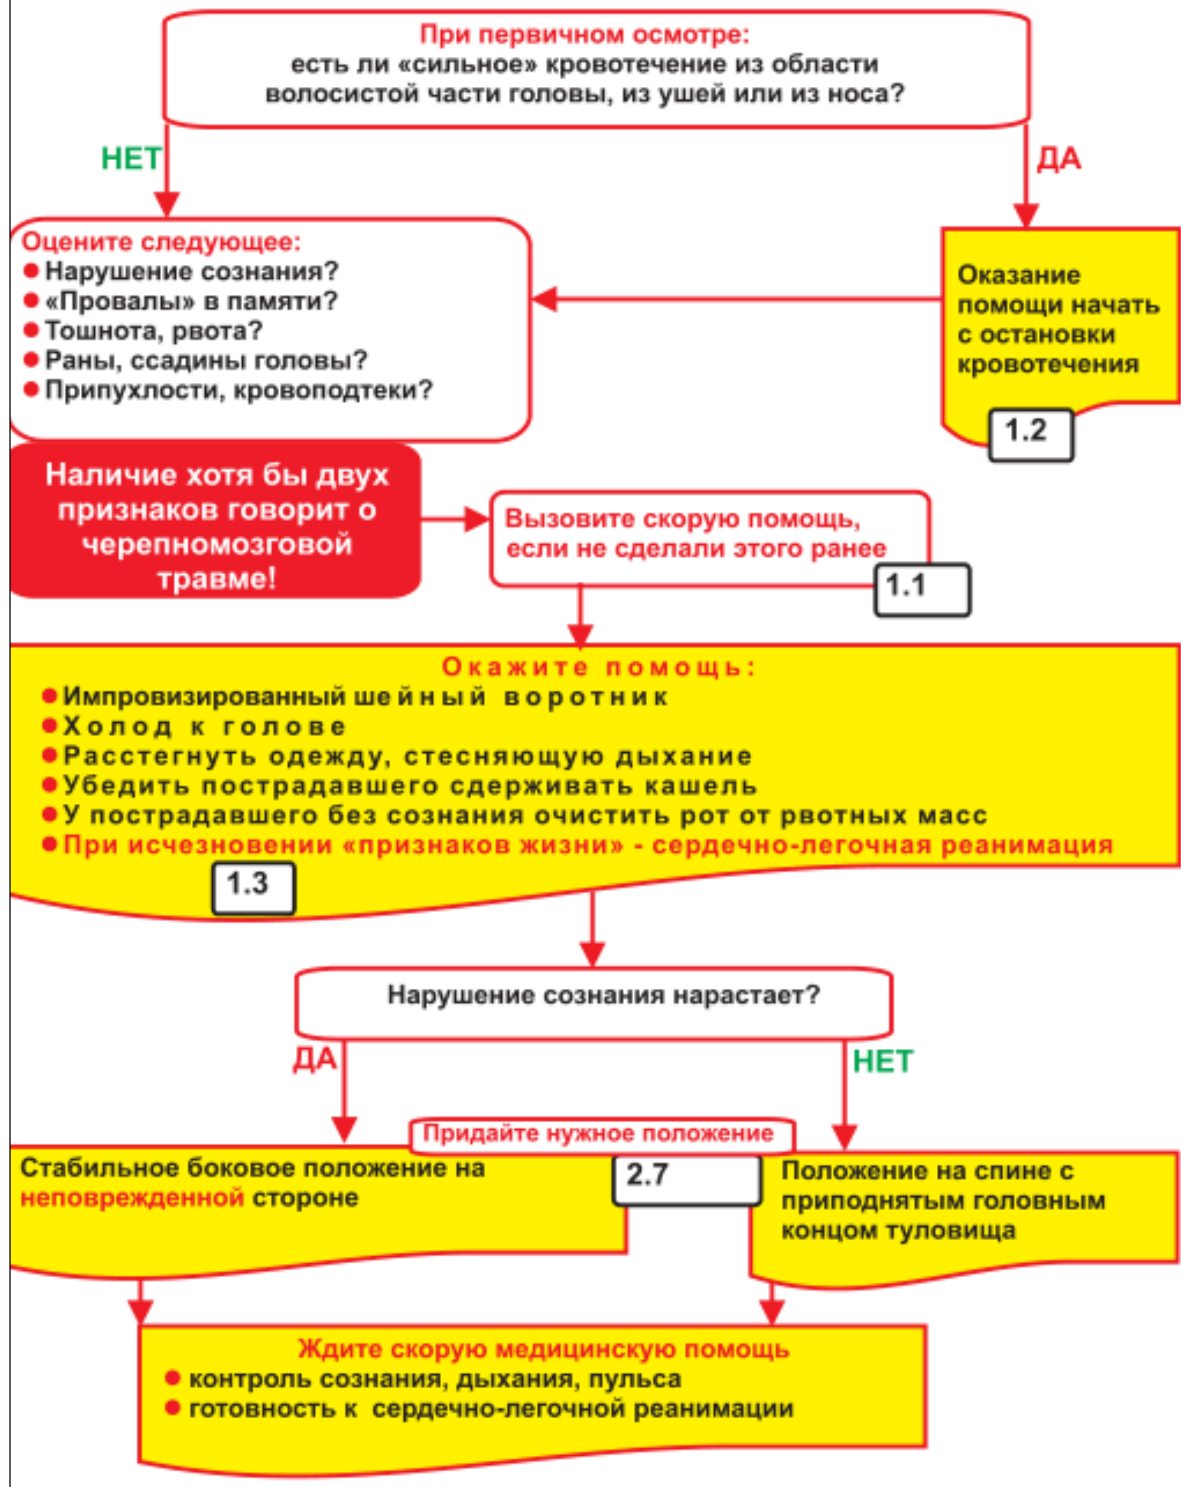 При первичном осмотре:
есть ли «сильное» кровотечение из области
волосистой части головы, из ушей или из носа?
НЕТ
ДА
Оцените следующее:
Нарушение сознания?
«Провалы» в памяти?
Тошнота, рвота?
Раны, ссадины головы?
Припухлости, кровоподтеки?
Оказание
помощи начать
с остановки
кровотечения
1.2
Наличие хотя бы двух
признаков говорит о
черепномозговой
травме!
Вызовите скорую помощь,
если не сделали этого ранее
1.1
Окажите помощь:
Импровизированный шейный воротник
Холод к голове
Расстегнуть одежду, стесняющую дыхание
Убедить пострадавшего сдерживать кашель
У пострадавшего без сознания очистить рот от рвотных масс
При исчезновении «признаков жизни» - сердечно-легочная реанимация
1.3
Нарушение сознания нарастает?
ДА
НЕТ
Придайте нужное положение
Стабильное боковое положение на
неповрежденной стороне
2.7
Положение на спине с
приподнятым головным
концом туловища
Ждите скорую медицинскую помощь
контроль сознания, дыхания, пульса
готовность к сердечно-легочной реанимации